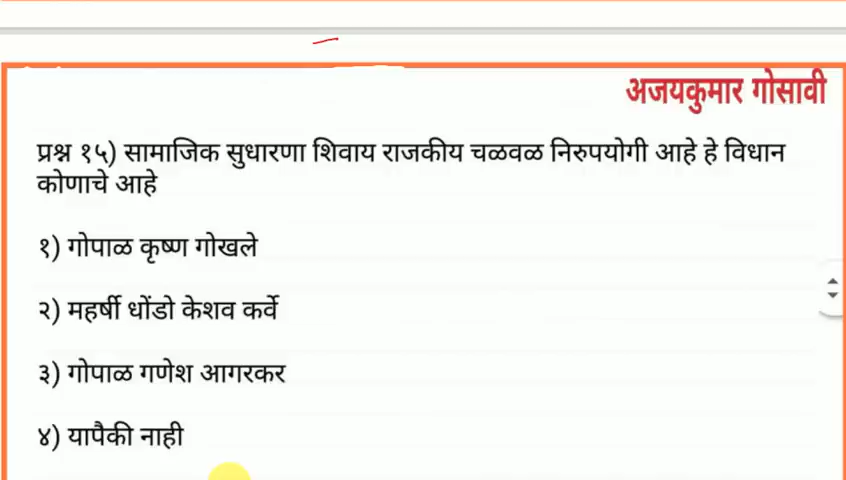 अजयकुमार गोसावी
प्रश्न १५) सामाजिक सुधारणा शिवाय राजकीय चळवळ निरुपयोगी आहे हे विधान
कोणाचे आहे
१) गोपाळ कृष्ण गोखले
२) महर्षी धोंडो केशव कर्वे
३) गोपाळ गणेश आगरकर
४) यापैकी नाही